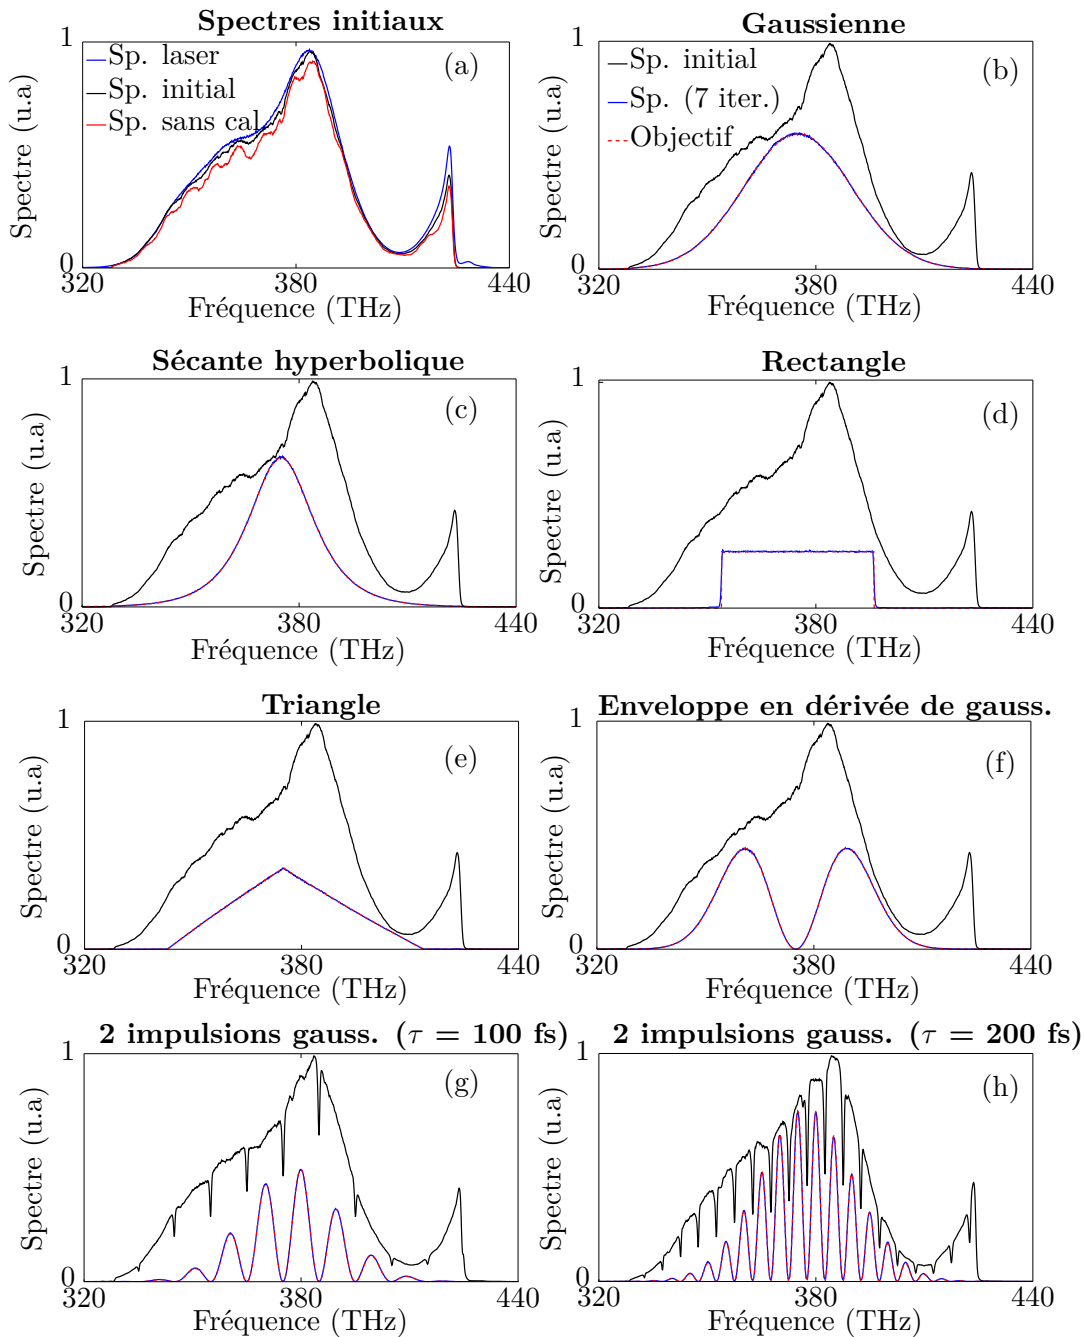 Spectres initiaux
1
Sp. laser
Sp. initial
Sp. sans cal.
(a)
Spectre (u.a)
0
320
380
440
Fréquence (THz)
Gaussienne
1
Sp. initial
Sp. (7 iter.)
Objectif
(b)
Spectre (u.a)
0
320
380
440
Fréquence (THz)
Sécante hyperbolique
1
(c)
Spectre (u.a)
0
320
380
440
Fréquence (THz)
Rectangle
1
(d)
Spectre (u.a)
0
320
380
440
Fréquence (THz)
Triangle
1
(e)
Spectre (u.a)
0
320
380
440
Fréquence (THz)
Enveloppe en dérivée de gauss.
1
(f)
Spectre (u.a)
0
320
380
440
Fréquence (THz)
2 impulsions gauss. (τ = 100 fs)
1
(g)
Spectre (u.a)
0
320
380
440
Fréquence (THz)
2 impulsions gauss. (τ = 200 fs)
1
(h)
Spectre (u.a)
0
320
380
440
Fréquence (THz)